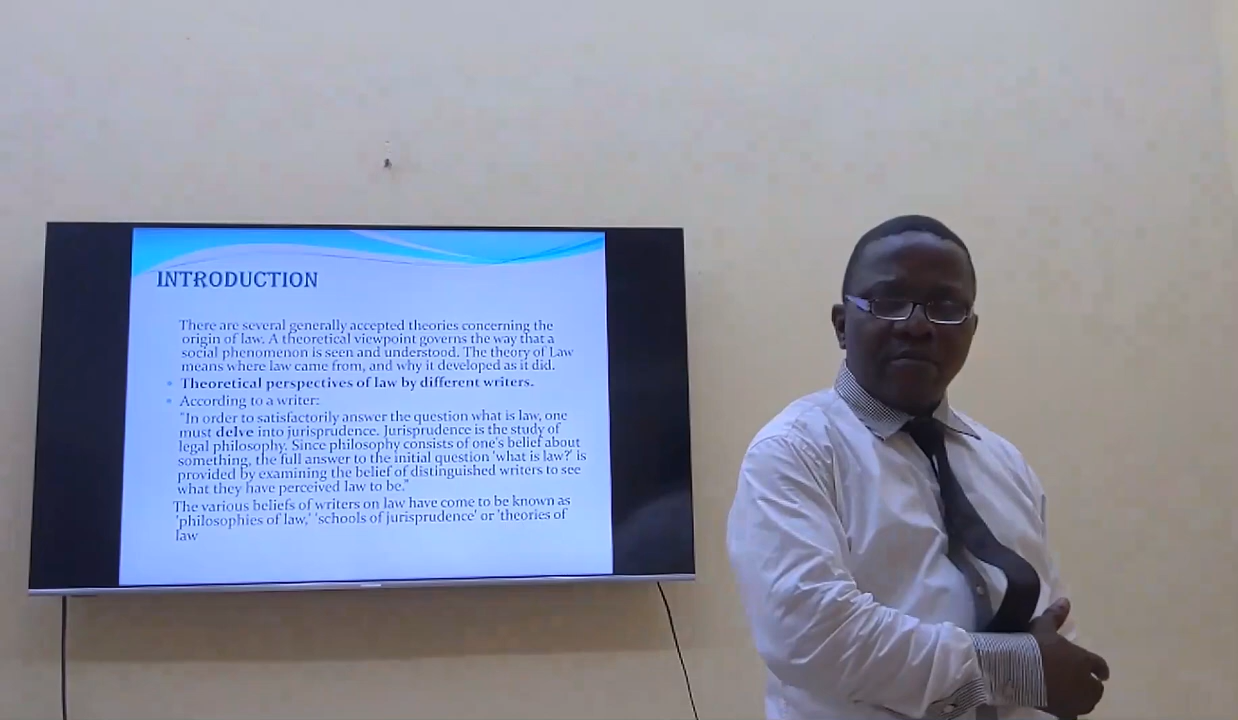 INTRODUCTION
There are several generally accepted theories concerning the
origin of law. A theoretical viewpoint governs the way that a
social phenomenon is seen and understood. The theory of Law
means where law came from, and why it developed as it did.
Theoretical perspectives of law by different writers.
According to a writer:
"In order to satisfactorily answer the question what is law, one
must delve into jurisprudence. Jurisprudence is the study of
legal philosophy. Since philosophy consists of one's belief about
something, the full answer to the initial question 'what is law?' is
provided by examining the belief of distinguished writers to see
what they have perceived law to be."
The various beliefs of writers on law have come to be known as
'philosophies of law,' 'schools of jurisprudence' or 'theories of
law